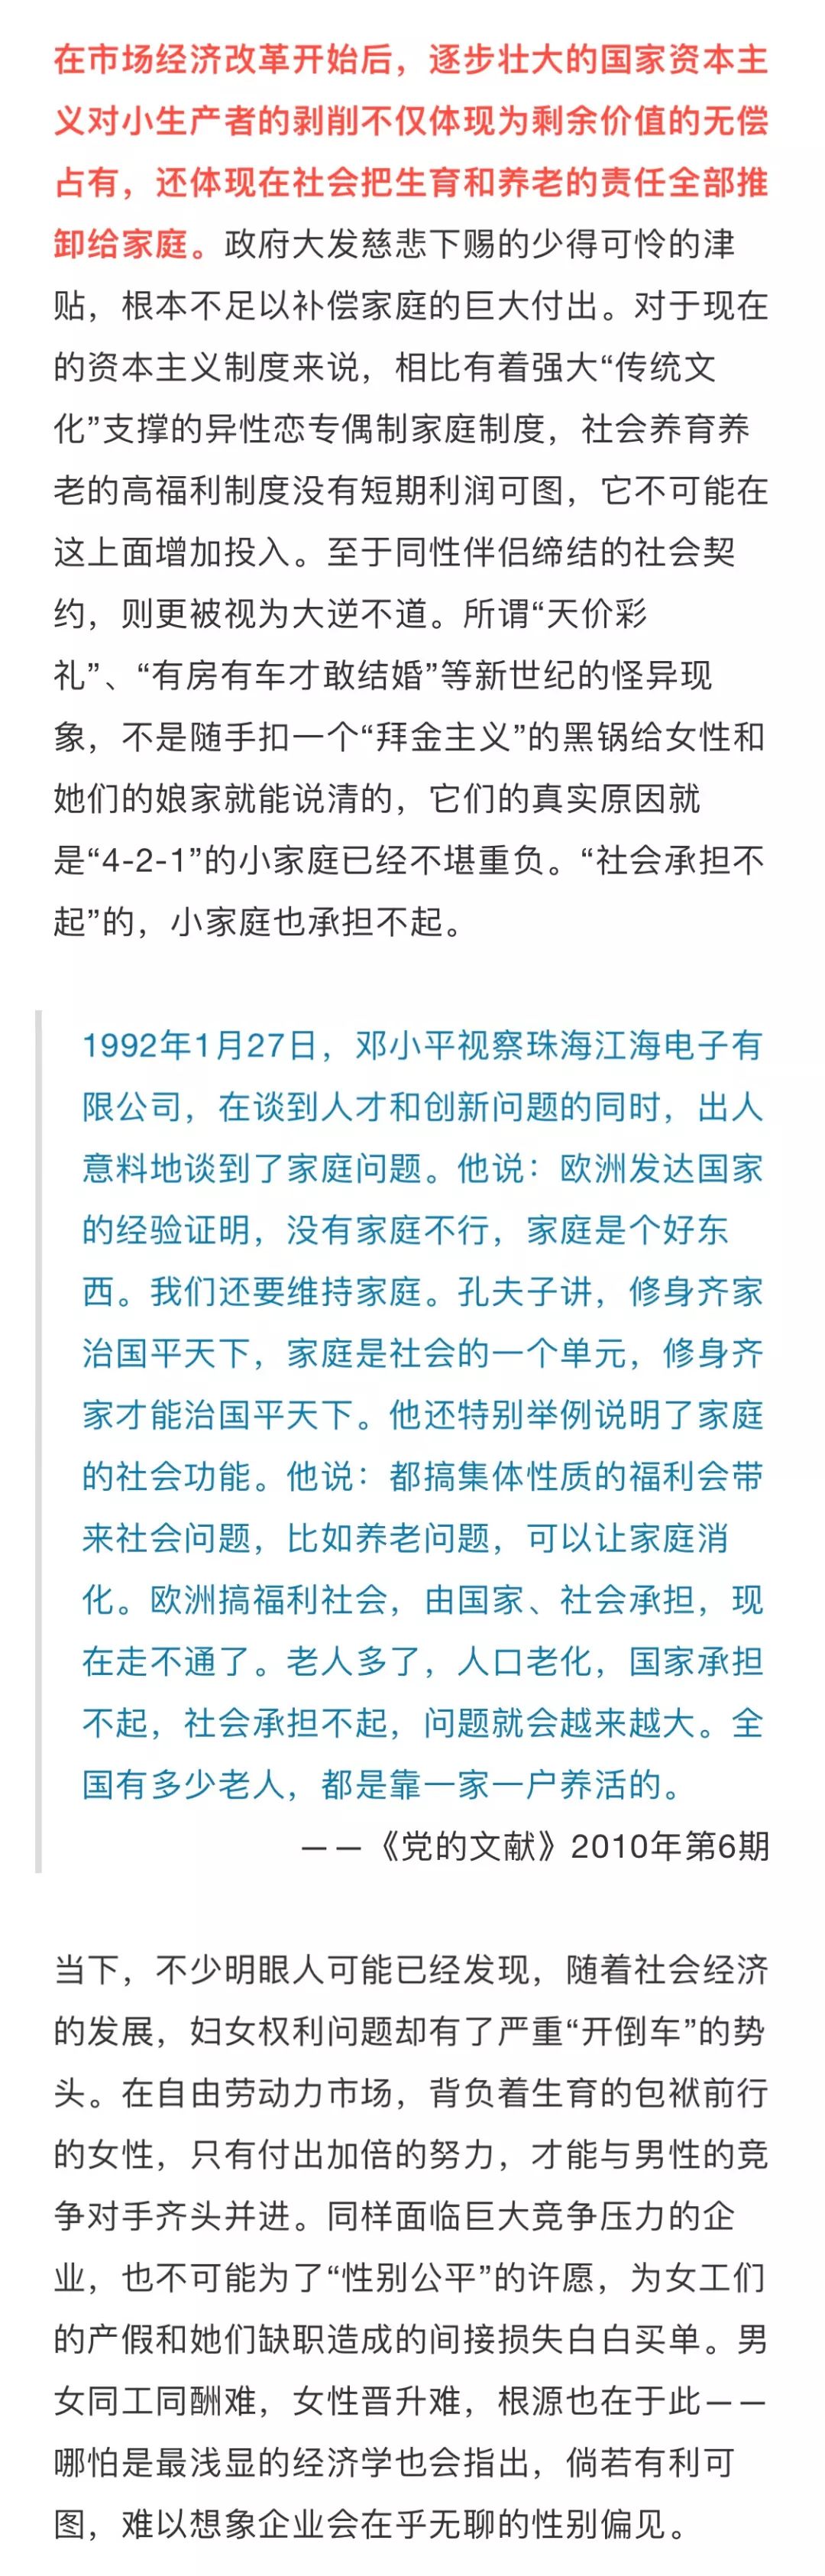 在市场经济改革开始后，逐步壮大的国家资本主
义对小生产者的剥削不仅体现为剩余价值的无偿
占有，还体现在社会把生育和养老的责任全部推
卸给家庭。政府大发慈悲下赐的少得可怜的津
贴，根本不足以补偿家庭的巨大付出。对于现在
的资本主义制度来说，相比有着强大“传统文
化”支撑的异性恋专偶制家庭制度，社会养育养
老的高福利制度没有短期利润可图，它不可能在
这上面增加投入。至于同性伴侣缔结的社会契
约，则更被视为大逆不道。所谓“天价彩
礼”、“有房有车才敢结婚”等新世纪的怪异现
象，不是随手扣一个“拜金主义”的黑锅给女性和
她们的娘家就能说清的，它们的真实原因就
是“4-2-1”的小家庭已经不堪重负。“社会承担不
起”的，小家庭也承担不起。
1992年1月27日，邓小平视察珠海江海电子有
限公司，在谈到人才和创新问题的同时，出人
意料地谈到了家庭问题。他说：欧洲发达国家
的经验证明，没有家庭不行，家庭是个好东
西。我们还要维持家庭。孔夫子讲，修身齐家
治国平天下，家庭是社会的一个单元，修身齐
家才能治国平天下。他还特别举例说明了家庭
的社会功能。他说：都搞集体性质的福利会带
来社会问题，比如养老问题，可以让家庭消
化。欧洲搞福利社会，由国家、社会承担，现
在走不通了。老人多了，人口老化，国家承担
不起，社会承担不起，问题就会越来越大。全
国有多少老人，都是靠一家一户养活的。
——《党的文献》2010年第6期
当下，不少明眼人可能已经发现，随着社会经济
的发展，妇女权利问题却有了严重“开倒车”的势
头。在自由劳动力市场，背负着生育的包袱前行
的女性，只有付出加倍的努力，才能与男性的竞
争对手齐头并进。同样面临巨大竞争压力的企
业，也不可能为了“性别公平”的许愿，为女工们
的产假和她们缺职造成的间接损失白白买单。男
女同工同酬难，女性晋升难，根源也在于此——
哪怕是最浅显的经济学也会指出，倘若有利可
图，难以想象企业会在乎无聊的性别偏见。